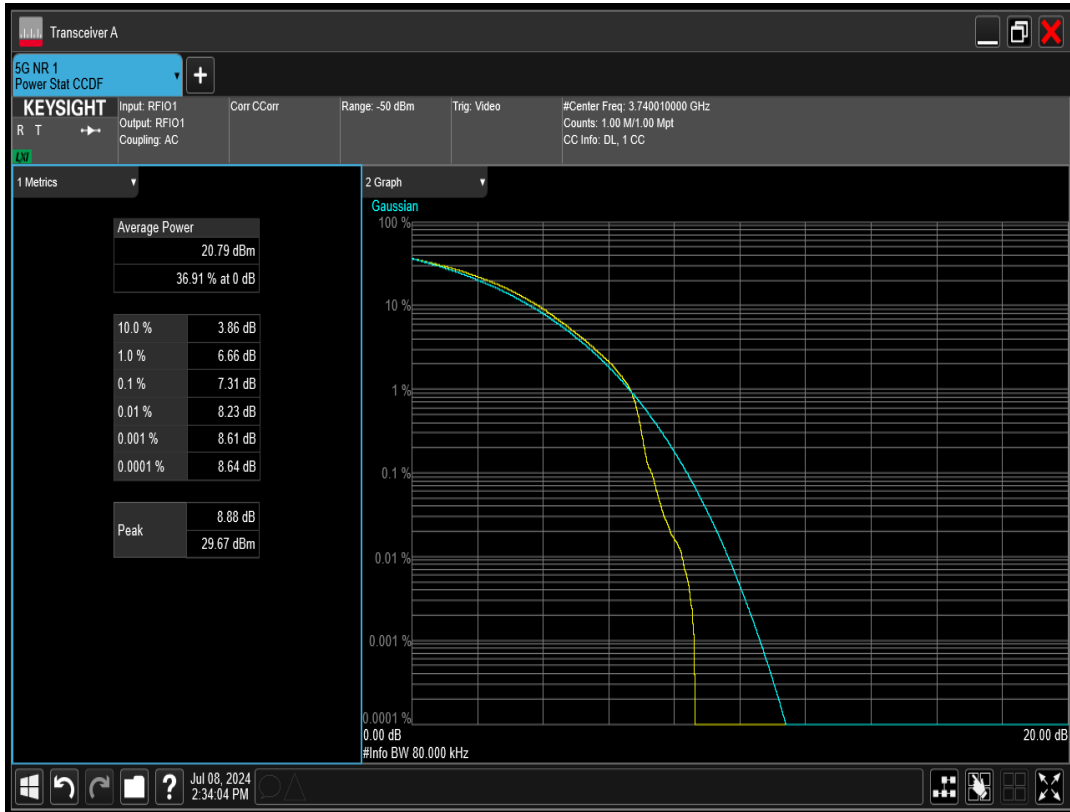 Transceiver A
5G NR 1
Power Stat CCDF
KEYSIGHT
R T
LXI
Input: RFIO1
Output: RFIO1
Coupling: AC
Corr CCorr
Range: -50 dBm
Trig: Video
#Center Freq: 3.740010000 GHz
Counts: 1.00 M/1.00 Mpt
CC Info: DL, 1 CC
1 Metrics
Average Power
20.79 dBm
36.91 % at 0 dB
10.0 % 3.86 dB
1.0 % 6.66 dB
0.1 % 7.31 dB
0.01 % 8.23 dB
0.001 % 8.61 dB
0.0001 % 8.64 dB
Peak 8.88 dB
29.67 dBm
2 Graph
Gaussian
100 %
10 %
1 %
0.1 %
0.01 %
0.001 %
0.0001 %
0.00 dB 20.00 dB
#Info BW 80.000 kHz
? Jul 08, 2024
2:34:04 PM